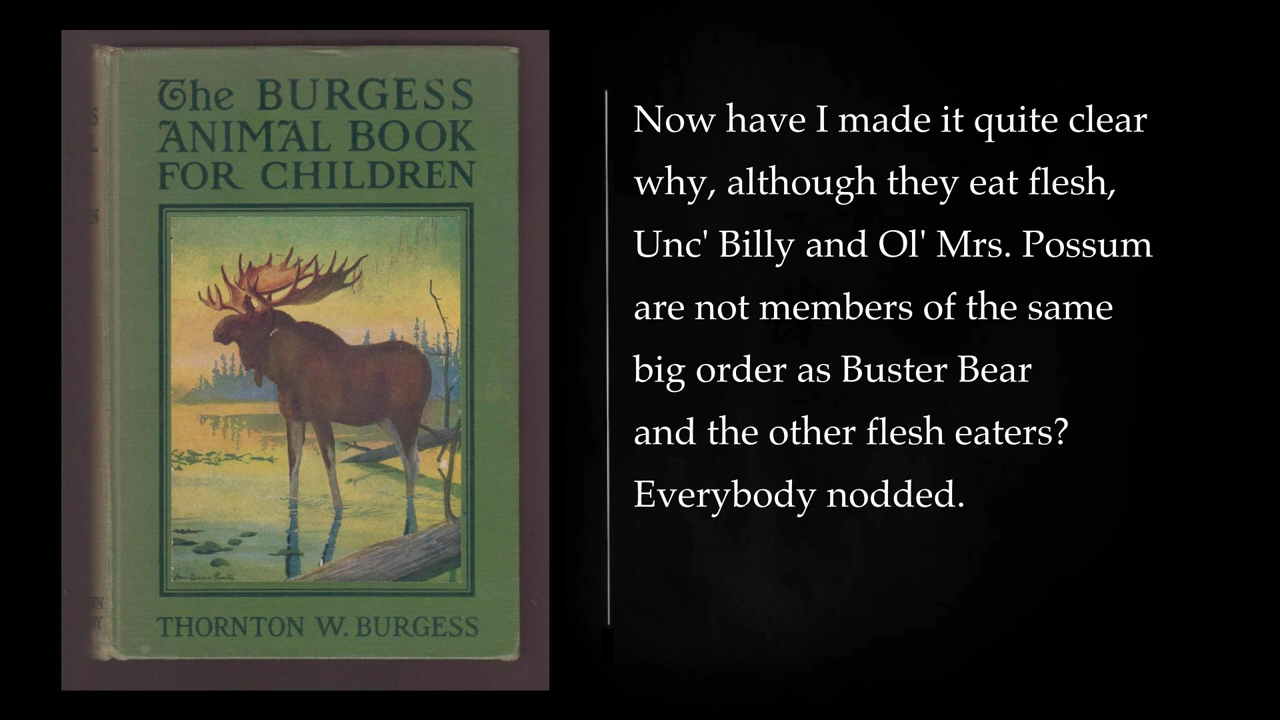 The BURGESS
ANIMAL BOOK
FOR CHILDREN
THORNTON W. BURGESS
Now have I made it quite clear
why, although they eat flesh,
Unc' Billy and Ol' Mrs. Possum
are not members of the same
big order as Buster Bear
and the other flesh eaters?
Everybody nodded.